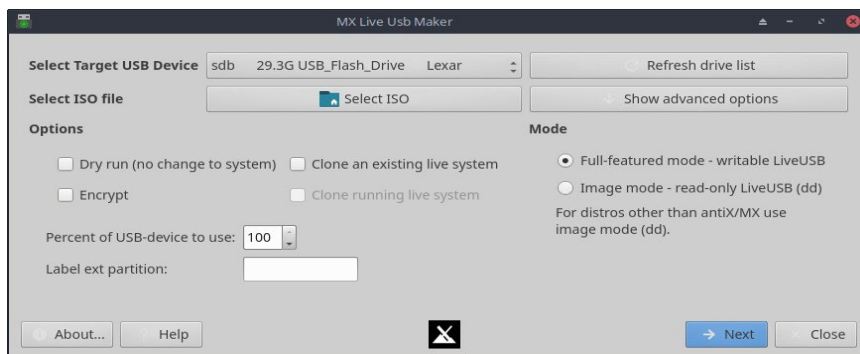 MX Live Usb Maker
Select Target USB Device sdb 29.3G USB_Flash_Drive Lexar Refresh drive list
Select ISO file Select ISO Show advanced options
Options Mode
Dry run (no change to system) Clone an existing live system Full-featured mode - writable LiveUSB
Encrypt Clone running live system Image mode - read-only LiveUSB (dd)
For distros other than antiX/MX use
image mode (dd).
Percent of USB-device to use: 100
Label ext partition:
About... ? Help X Next Close